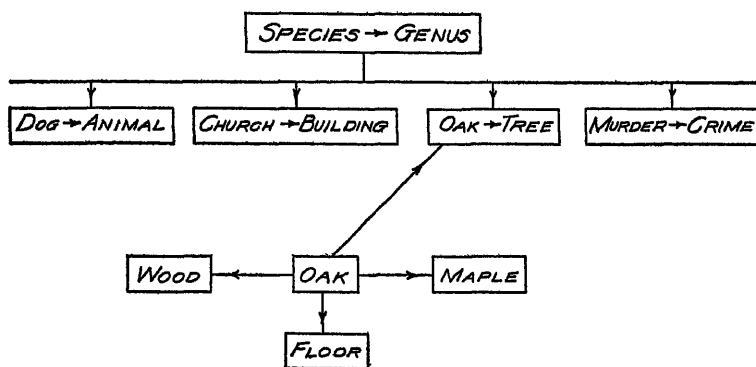 SPECIES → GENUS
DOG → ANIMAL CHURCH → BUILDING OAK → TREE MURDER → CRIME
WOOD OAK MAPLE
FLOOR